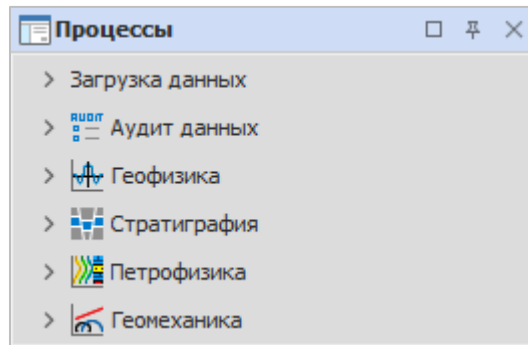 Процессы
Загрузка данных
AUDIT Аудит данных
Геофизика
Стратиграфия
Петрофизика
Геомеханика